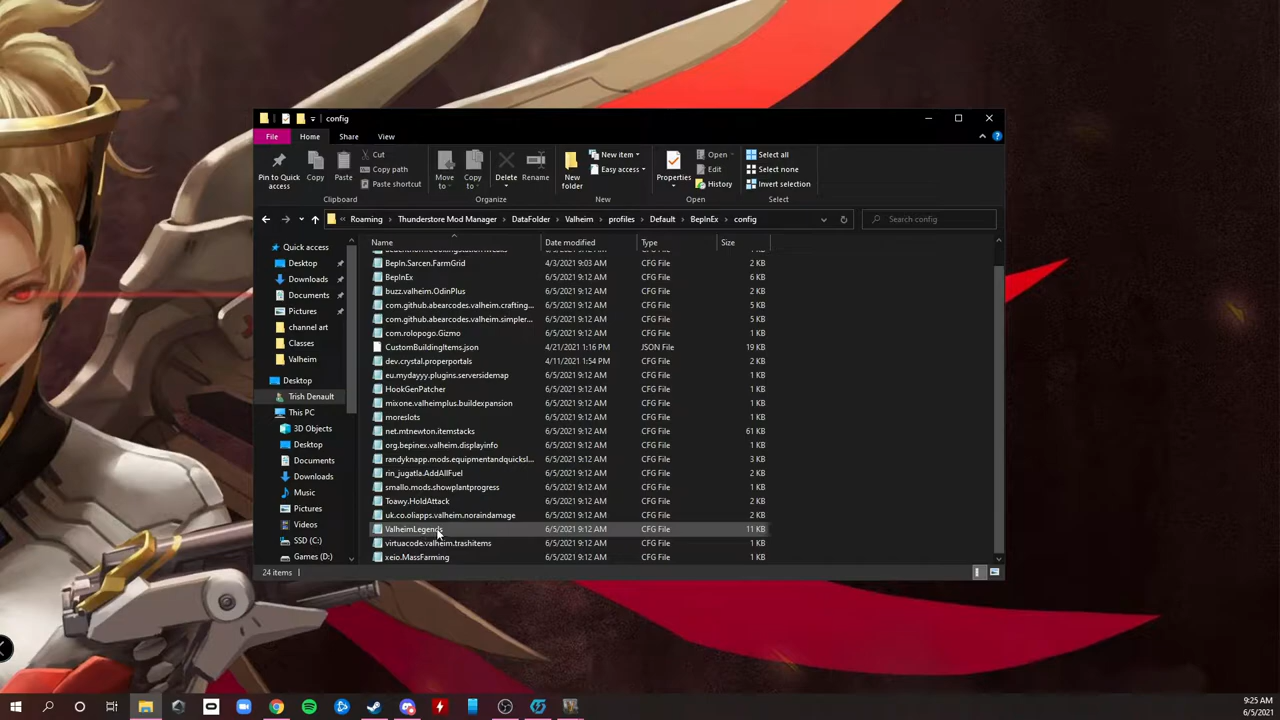 config
File Home Share View
Pin to Quick access
Copy
Paste
Cut
Copy path
Paste shortcut
Clipboard
Move to
Copy to
Delete
Rename
Organize
New folder
New item
Easy access
New
Properties
Open
Edit
History
Open
Select all
Select none
Invert selection
Select
« Roaming > Thunderstore Mod Manager > DataFolder > Valheim > profiles > Default > BepInEx > config
Search config
Quick access
Desktop
Downloads
Documents
Pictures
channel art
Classes
Valheim
Desktop
Trish Denault
This PC
3D Objects
Desktop
Documents
Downloads
Music
Pictures
Videos
SSD (C:)
Games (D:)
Name Date modified Type Size
BepIn.Sarcen.FarmGrid 4/3/2021 9:03 AM CFG File 2 KB
BepInEx 6/5/2021 9:12 AM CFG File 6 KB
buzz.valheim.OdinPlus 6/5/2021 9:12 AM CFG File 2 KB
com.github.abearcodes.valheim.crafting... 6/5/2021 9:12 AM CFG File 5 KB
com.github.abearcodes.valheim.simpler... 6/5/2021 9:12 AM CFG File 5 KB
com.rolopogo.Gizmo 6/5/2021 9:12 AM CFG File 2 KB
CustomBuildingItems.json 4/21/2021 1:16 PM JSON File 19 KB
dev.crystal.properportals 4/11/2021 1:54 PM CFG File 2 KB
eu.mydayyy.plugins.serversidemap 6/5/2021 9:12 AM CFG File 1 KB
HookGenPatcher 6/5/2021 9:12 AM CFG File 1 KB
mixone.valheimplus.buildexpansion 6/5/2021 9:12 AM CFG File 1 KB
moreslots 6/5/2021 9:12 AM CFG File 1 KB
net.mtnewton.itemstacks 6/5/2021 9:12 AM CFG File 61 KB
org.bepinex.valheim.displayinfo 6/5/2021 9:12 AM CFG File 1 KB
randyknapp.mods.equipmentandquicksl... 6/5/2021 9:12 AM CFG File 3 KB
rin_jugatla.AddAllFuel 6/5/2021 9:12 AM CFG File 2 KB
smallo.mods.showplantprogress 6/5/2021 9:12 AM CFG File 1 KB
Toawy.HoldAttack 6/5/2021 9:12 AM CFG File 2 KB
uk.co.oliapps.valheim.noraindamage 6/5/2021 9:12 AM CFG File 2 KB
ValheimLegends 6/5/2021 9:12 AM CFG File 11 KB
virtuacode.valheim.trashitems 6/5/2021 9:12 AM CFG File 1 KB
xeio.MassFarming 6/5/2021 9:12 AM CFG File 1 KB
24 items
9:25 AM
6/5/2021